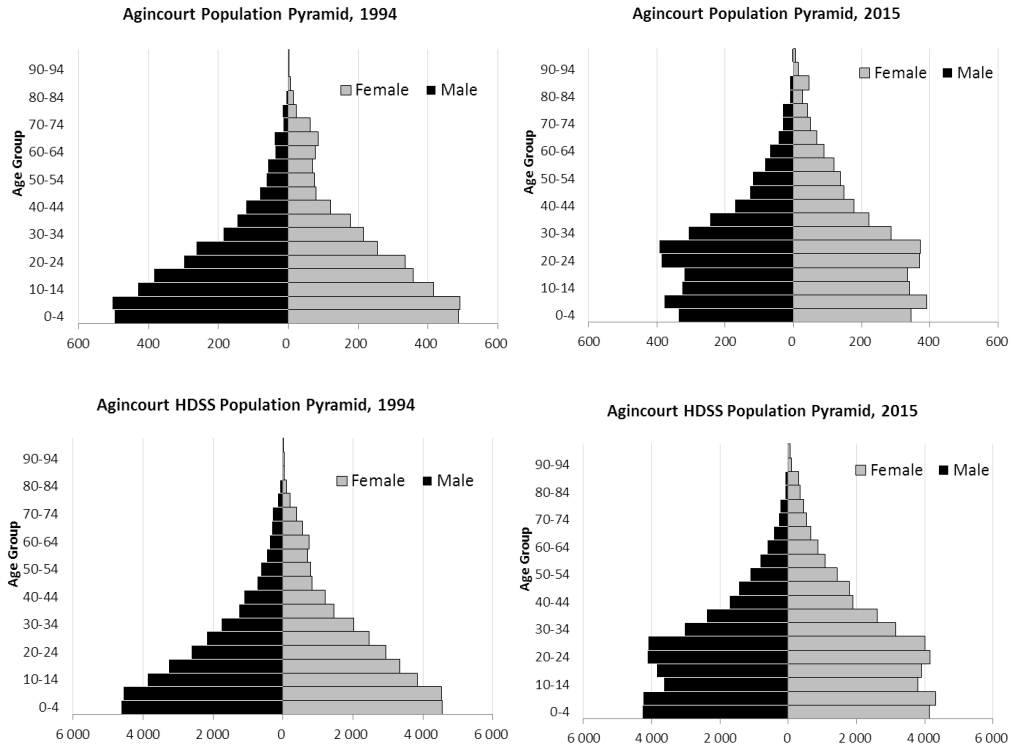 Agincourt Population Pyramid, 1994
Female Male
Age Group
90-94
80-84
70-74
60-64
50-54
40-44
30-34
20-24
10-14
0-4
600 400 200 0 200 400 600
Agincourt Population Pyramid, 2015
Female Male
Age Group
90-94
80-84
70-74
60-64
50-54
40-44
30-34
20-24
10-14
0-4
600 400 200 0 200 400 600
Agincourt HDSS Population Pyramid, 1994
Female Male
Age Group
90-94
80-84
70-74
60-64
50-54
40-44
30-34
20-24
10-14
0-4
6 000 4 000 2 000 0 2 000 4 000 6 000
Agincourt HDSS Population Pyramid, 2015
Female Male
Age Group
90-94
80-84
70-74
60-64
50-54
40-44
30-34
20-24
10-14
0-4
6 000 4 000 2 000 0 2 000 4 000 6 000